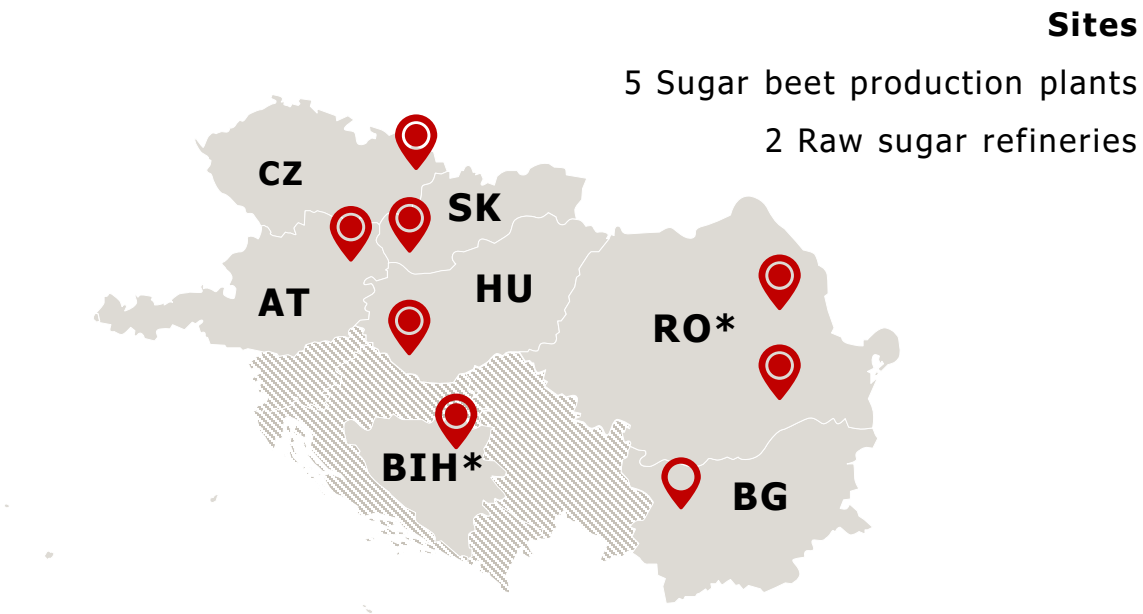 Sites
5 Sugar beet production plants
2 Raw sugar refineries
CZ
SK
HU
AT
RO*
BIH*
BG